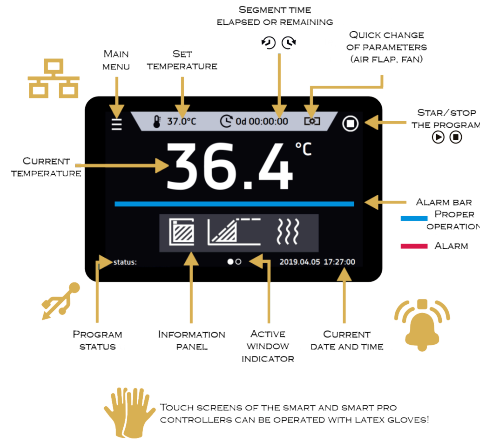 SEGMENT TIME
ELAPSED OR REMAINING
QUICK CHANGE
OF PARAMETERS
(AIR FLAP, FAN)
MAIN
MENU
SET
TEMPERATURE
STAR/STOP
THE PROGRAM
37.0°C
0d 00:00:00
36.4 °C
CURRENT
TEMPERATURE
ALARM BAR
PROPER
OPERATION
ALARM
status:
2019.04.05 17:27:00
PROGRAM
STATUS
INFORMATION
PANEL
ACTIVE
WINDOW
INDICATOR
CURRENT
DATE AND TIME
TOUCH SCREENS OF THE SMART AND SMART PRO
CONTROLLERS CAN BE OPERATED WITH LATEX GLOVES!